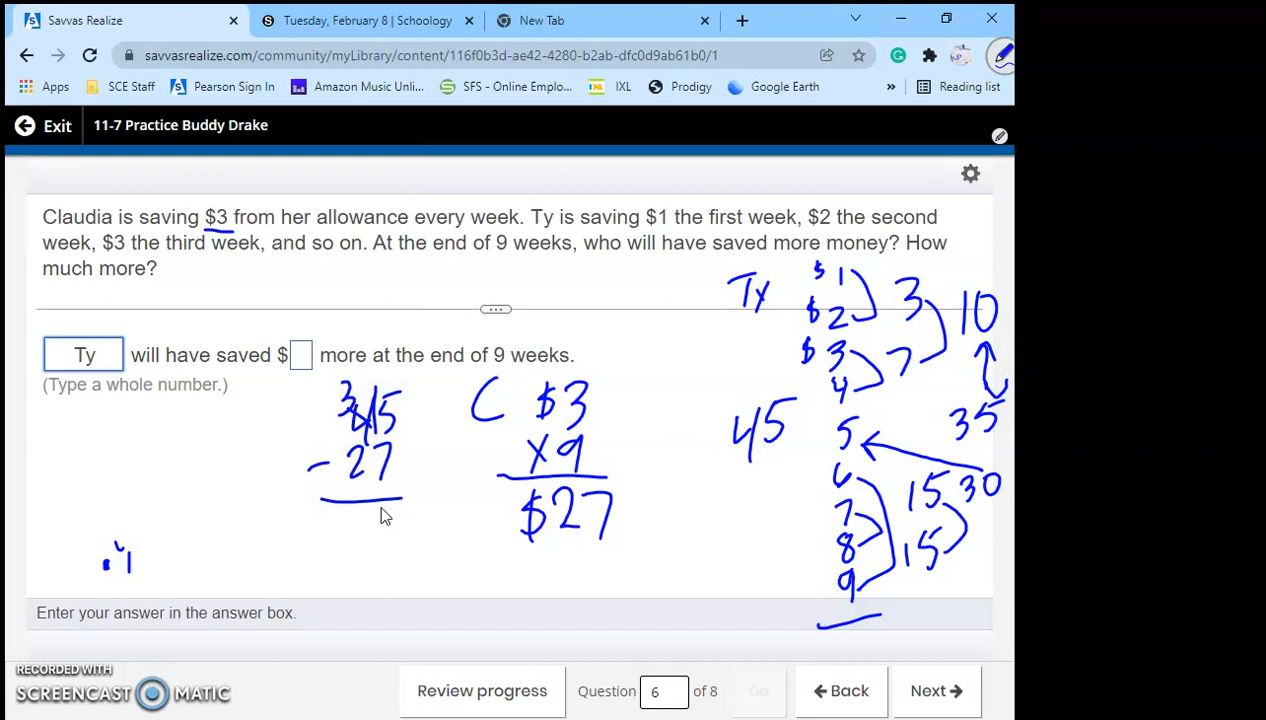 Savvas Realize
Tuesday, February 8 | Schoology
New Tab
savvasrealize.com/community/myLibrary/content/116f0b3d-ae42-4280-b2ab-dfc0d9ab61b0/1
Apps
SCE Staff
Pearson Sign In
Amazon Music Unli...
SFS - Online Emplo...
IXL
Prodigy
Google Earth
»
Reading list
Exit
11-7 Practice Buddy Drake
Claudia is saving $3 from her allowance every week. Ty is saving $1 the first week, $2 the second
week, $3 the third week, and so on. At the end of 9 weeks, who will have saved more money? How
much more?
Ty will have saved $ more at the end of 9 weeks.
(Type a whole number.)
Ty
$1
$2
$3
4
5
6
7
8
9
3
7
10
35
30
15
15
45
C $3
x 9
$27
3
415
- 27
Enter your answer in the answer box.
RECORDED WITH
SCREENCAST MATIC
Review progress
Question 6 of 8
Go
Back
Next